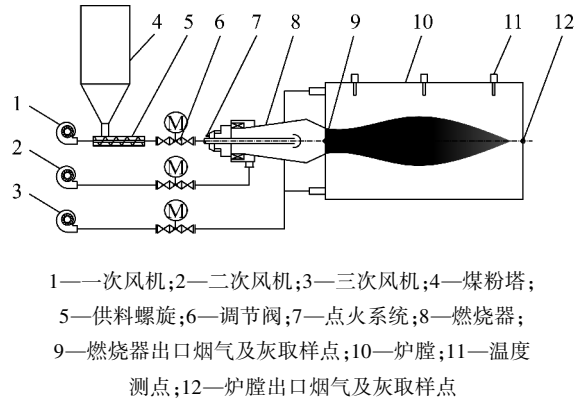 4 5 6 7 8 9 10 11 12
1
M
2
M
3
M
1—一次风机;2—二次风机;3—三次风机;4—煤粉塔;
5—供料螺旋;6—调节阀;7—点火系统;8—燃烧器;
9—燃烧器出口烟气及灰取样点;10—炉膛;11—温度
测点;12—炉膛出口烟气及灰取样点